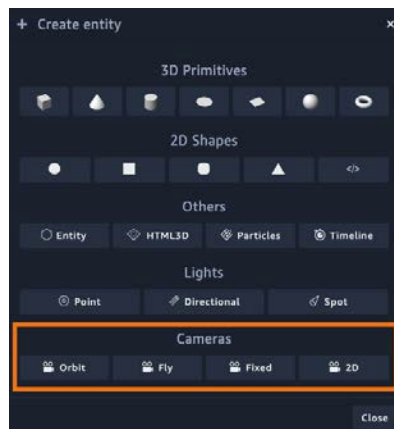 + Create entity ×
3D Primitives
2D Shapes
</>
Others
Entity HTML3D Particles Timeline
Lights
Point Directional Spot
Cameras
Orbit Fly Fixed 2D
Close